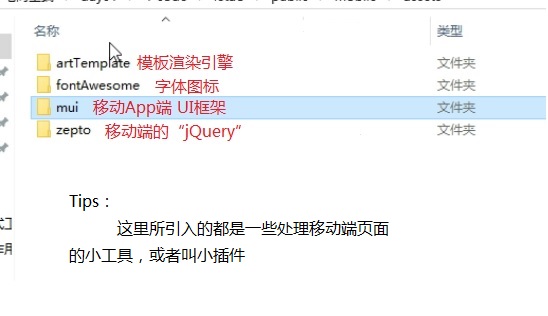 名称 类型
artTemplate 模板渲染引擎 文件夹
fontAwesome 字体图标 文件夹
mui 移动App端 UI框架 文件夹
zepto 移动端的“jQuery” 文件夹
Tips：
这里所引入的都是一些处理移动端页面
的小工具，或者叫小插件